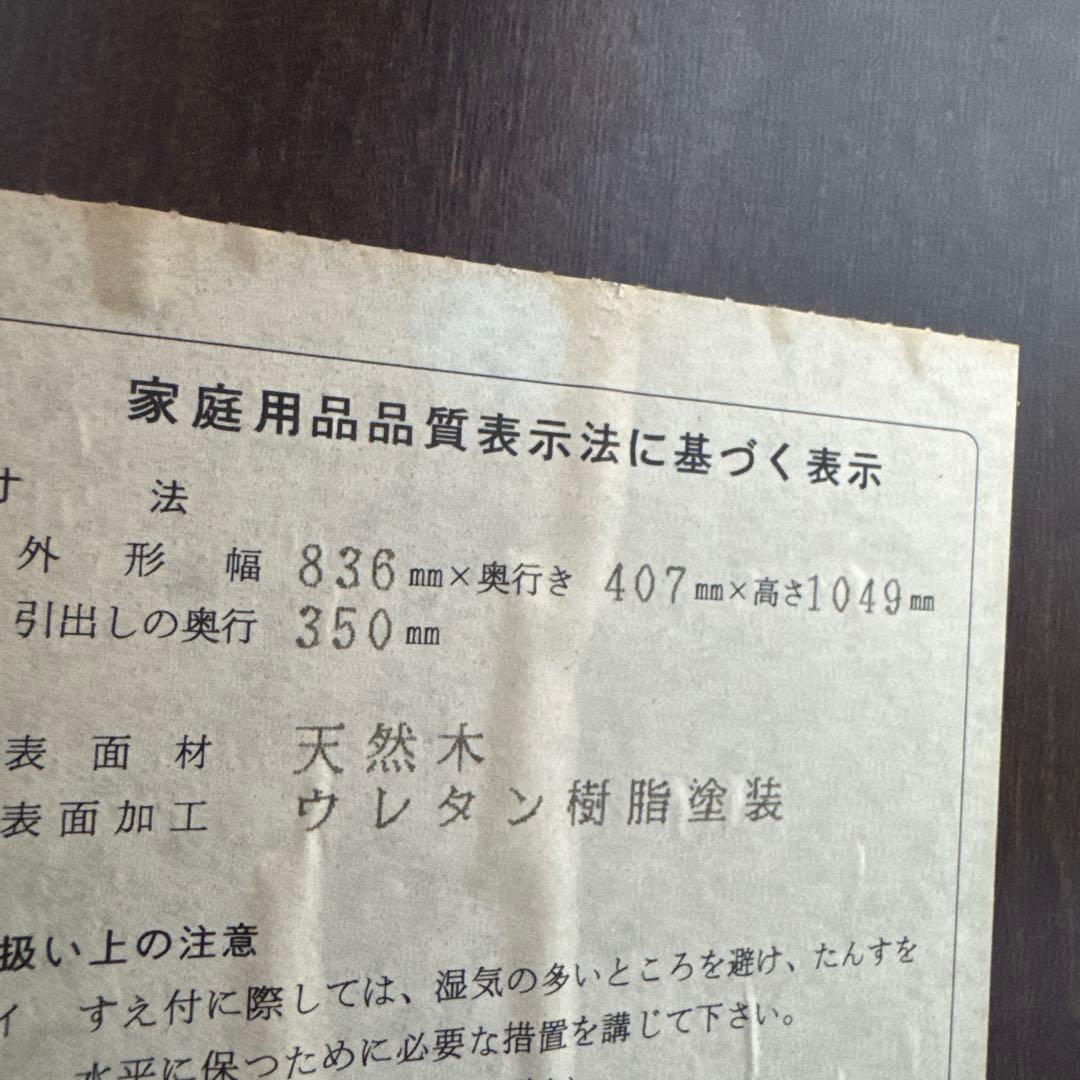 家庭用品品質表示法に基づく表示
寸法
外形幅 836mm×奥行き 407mm×高さ1049mm
引出しの奥行 350mm
表面材 天然木
表面加工 ウレタン樹脂塗装
扱い上の注意
イ すえ付に際しては、湿気の多いところを避け、たんすを
水平に保つために必要な措置を講じて下さい。